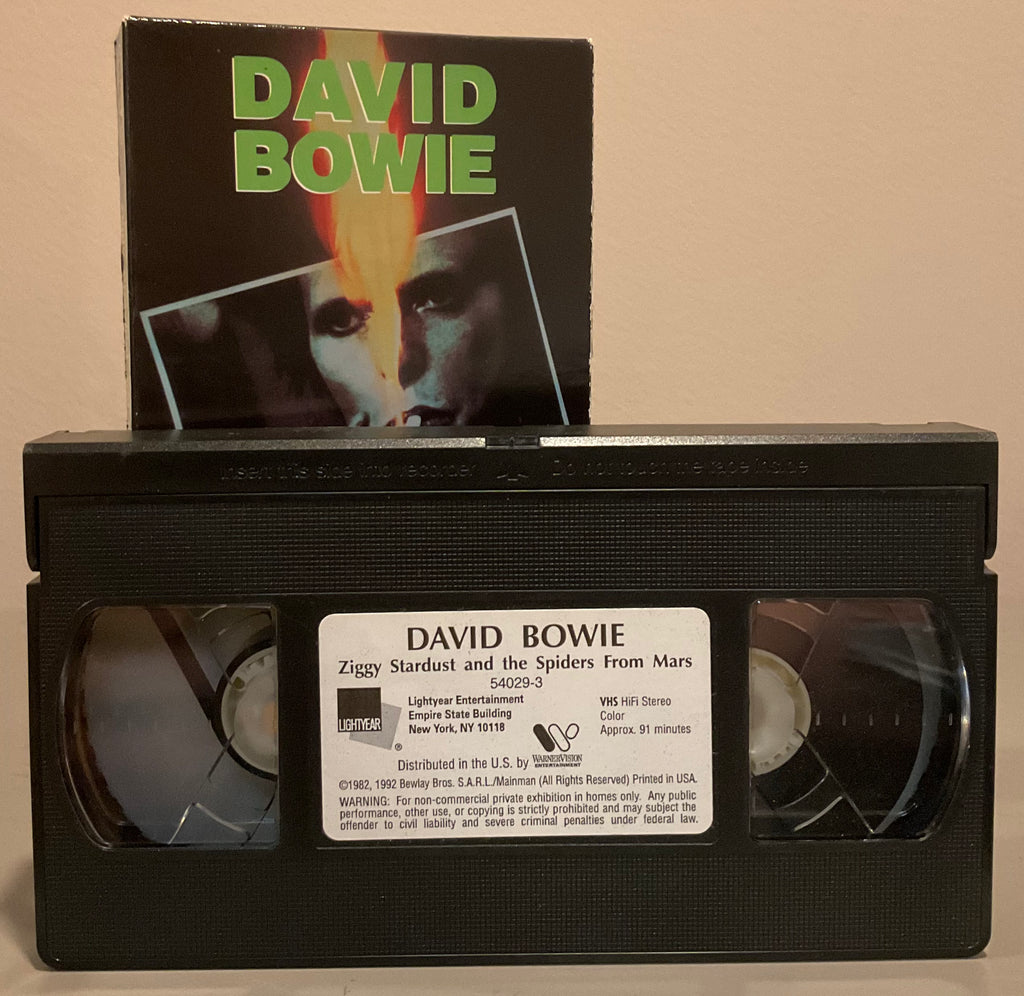 DAVID
BOWIE
Insert this side into recorder
Do not touch the tape inside
DAVID BOWIE
Ziggy Stardust and the Spiders From Mars
54029-3
LIGHTYEAR
®
Lightyear Entertainment
Empire State Building
New York, NY 10118
VHS HiFi Stereo
Color
Approx. 91 minutes
Distributed in the U.S. by
WARNERVISION
ENTERTAINMENT
©1982, 1992 Bewlay Bros. S.A.R.L./Mainman (All Rights Reserved) Printed in USA.
WARNING: For non-commercial private exhibition in homes only. Any public
performance, other use, or copying is strictly prohibited and may subject the
offender to civil liability and severe criminal penalties under federal law.